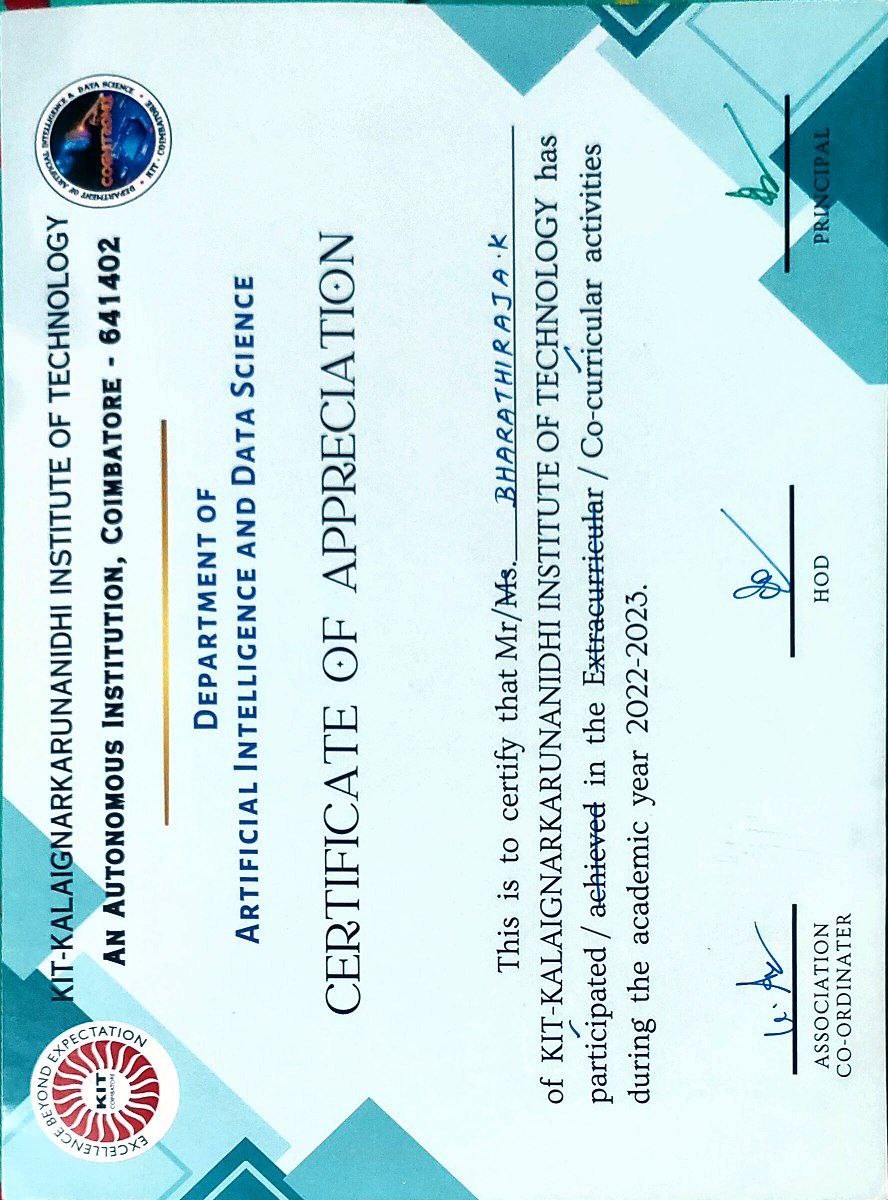 EXCELLENCE BEYOND EXPECTATION
KIT
COIMBATORE
KIT-KALAIGNARKARUNANIDHI INSTITUTE OF TECHNOLOGY
AN AUTONOMOUS INSTITUTION, COIMBATORE - 641402
DEPARTMENT OF ARTIFICIAL INTELLIGENCE & DATA SCIENCE
COGNITRONIX
KIT - COIMBATORE
DEPARTMENT OF
ARTIFICIAL INTELLIGENCE AND DATA SCIENCE
CERTIFICATE OF APPRECIATION
This is to certify that Mr/Ms. BHARATHIRAJA.K
of KIT-KALAIGNARKARUNANIDHI INSTITUTE OF TECHNOLOGY has
participated / achieved in the Extracurricular / Co-curricular activities
during the academic year 2022-2023.
ASSOCIATION
CO-ORDINATER
HOD
PRINCIPAL